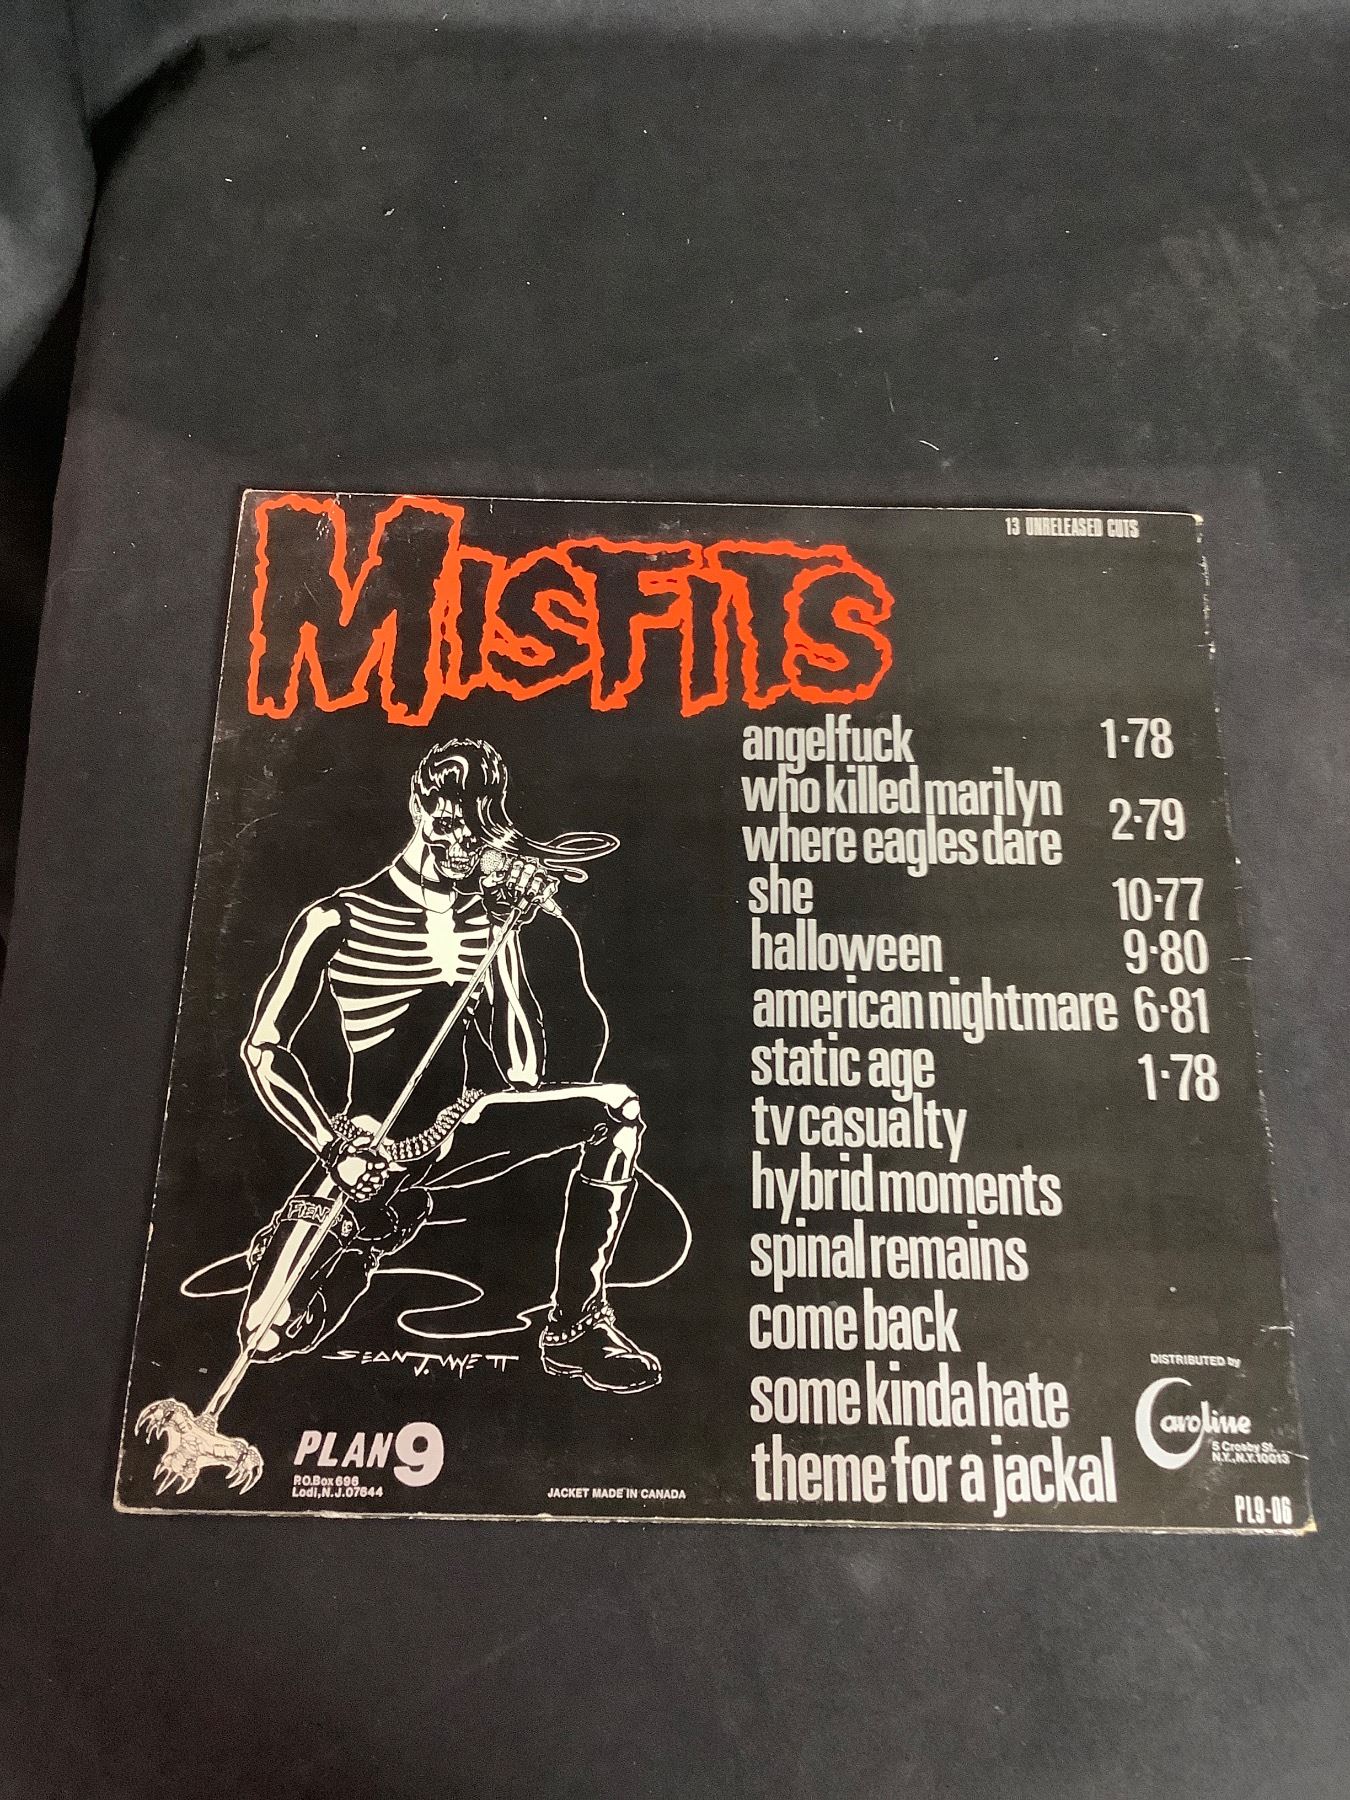 13 UNRELEASED CUTS
MISFITS
angelfuck 1·78
who killed marilyn
2·79
where eagles dare
she 10·77
halloween 9·80
american nightmare 6·81
static age 1·78
tv casualty
hybrid moments
spinal remains
come back
some kinda hate
theme for a jackal
FIEND
SEAN J. WYETT
PLAN 9
P.O.Box 696
Lodi, N.J. 07644
JACKET MADE IN CANADA
DISTRIBUTED by
Caroline
5 Crosby St.
N.Y., N.Y. 10013
PL9-06